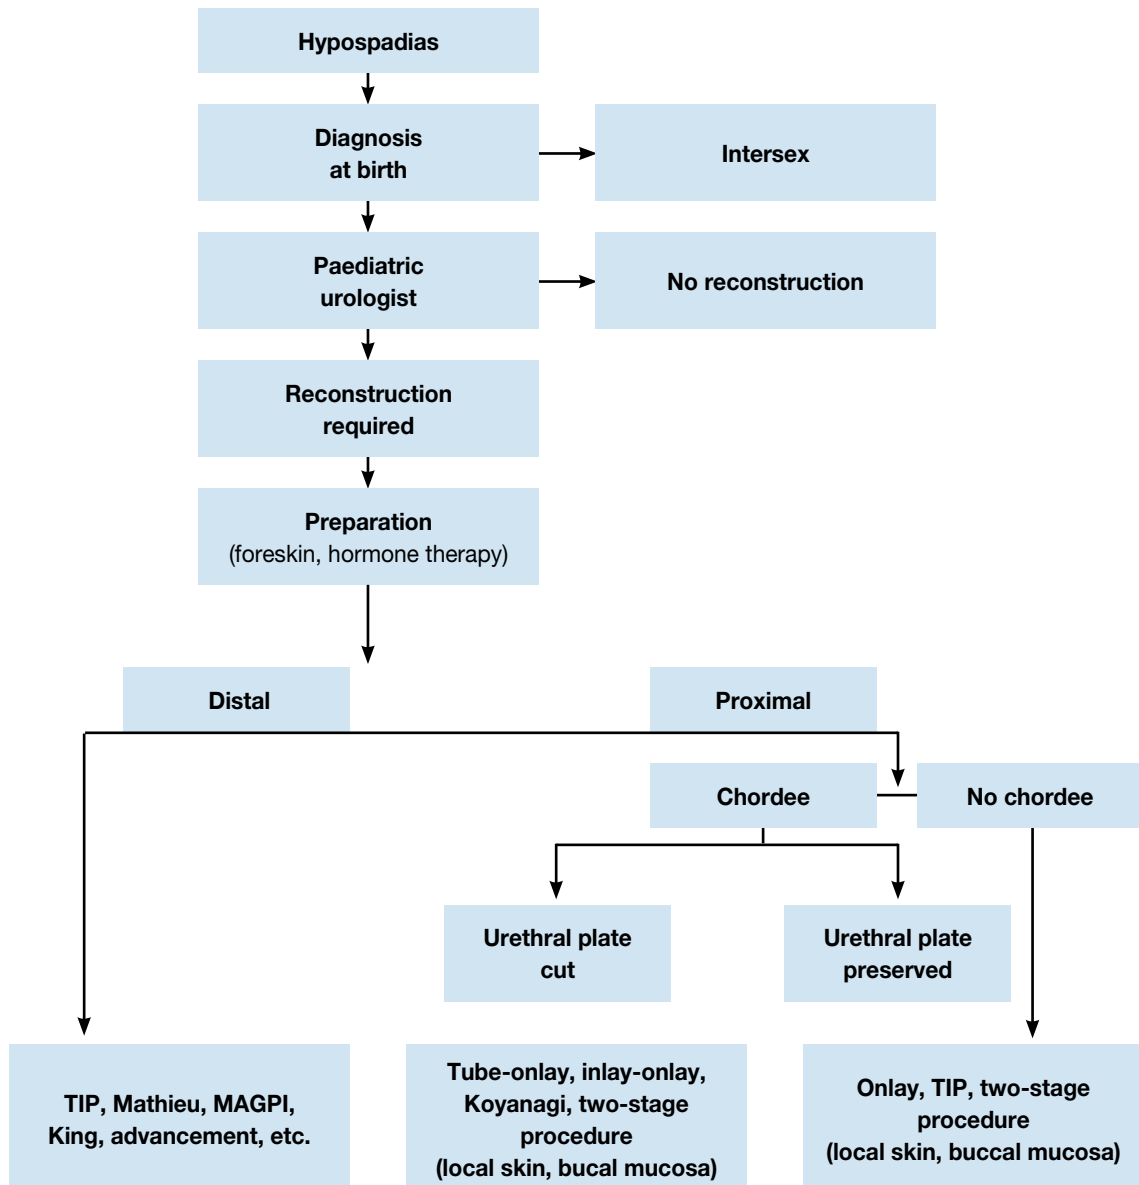 Hypospadias
Diagnosis
at birth
Intersex
Paediatric
urologist
No reconstruction
Reconstruction
required
Preparation
(foreskin, hormone therapy)
Distal
Proximal
Chordee
No chordee
Urethral plate
cut
Urethral plate
preserved
TIP, Mathieu, MAGPI,
King, advancement, etc.
Tube-onlay, inlay-onlay,
Koyanagi, two-stage
procedure
(local skin, bucal mucosa)
Onlay, TIP, two-stage
procedure
(local skin, buccal mucosa)